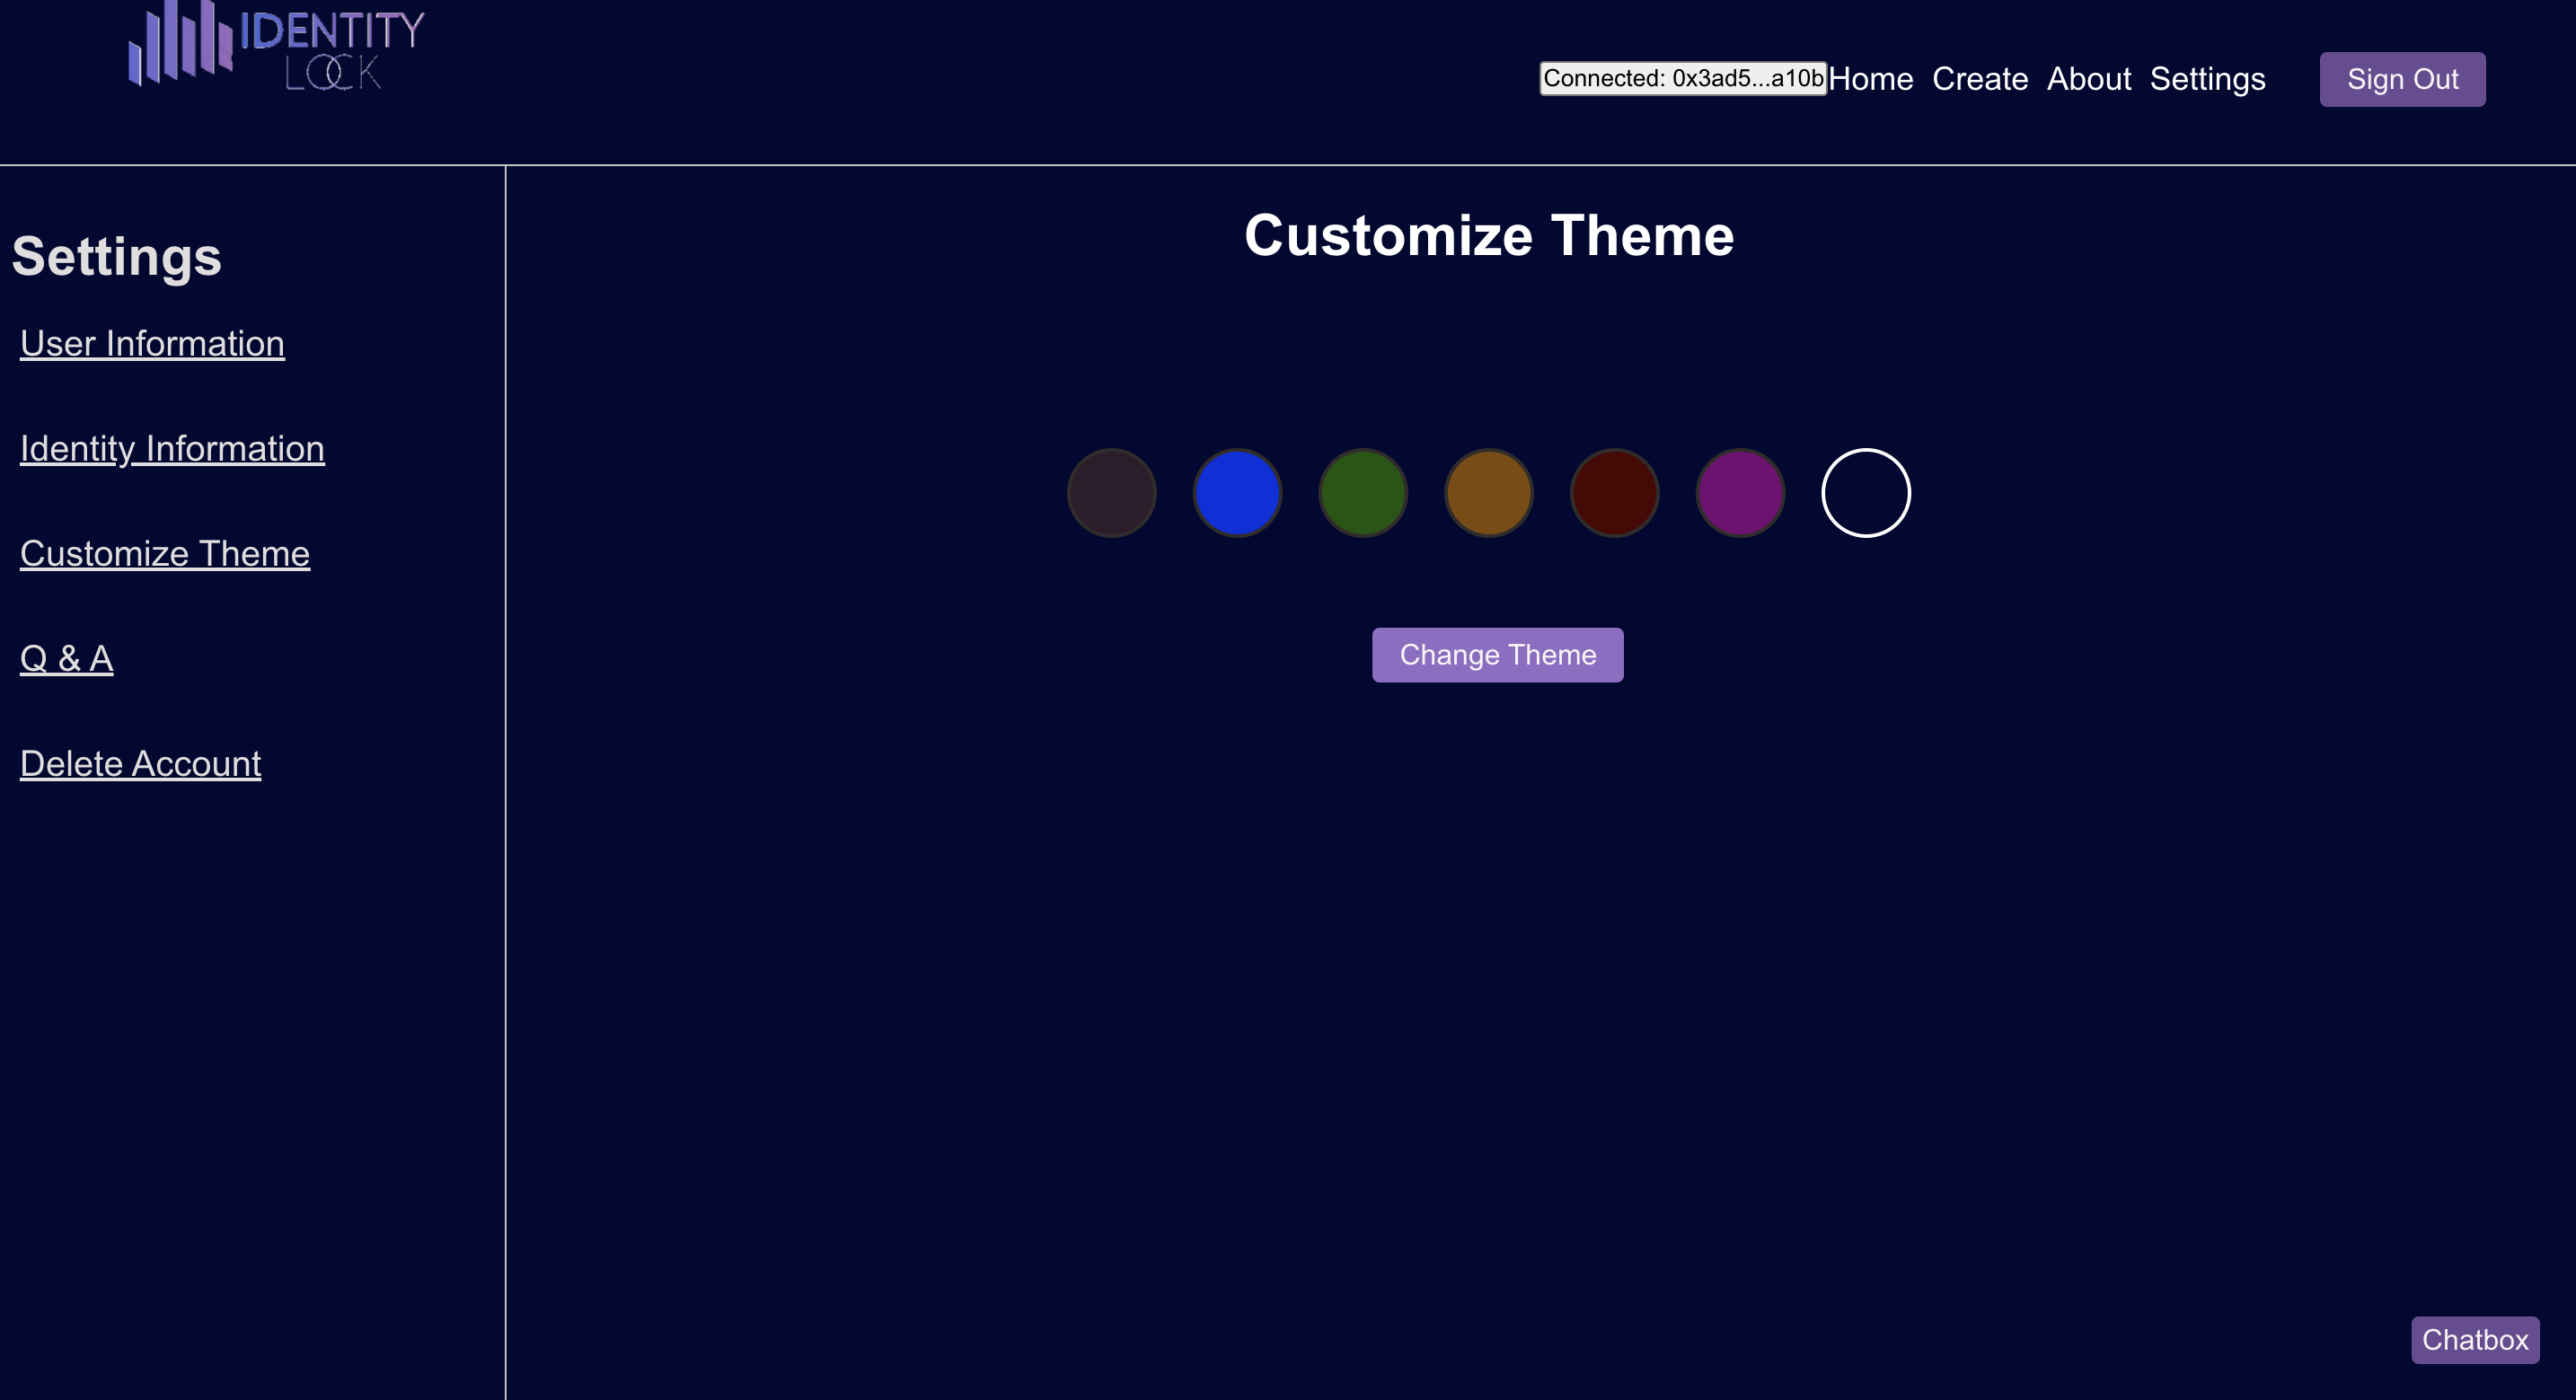 IDENTITY
LOCK
Connected: 0x3ad5...a10b Home Create About Settings Sign Out
Settings
User Information
Identity Information
Customize Theme
Q & A
Delete Account
Customize Theme
Change Theme
Chatbox